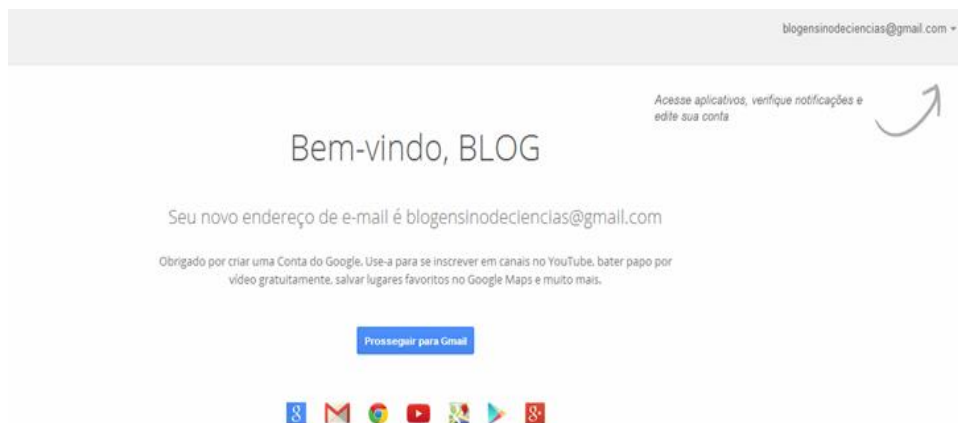 blogensinodeciencias@gmail.com
Acesse aplicativos, verifique notificações e
edite sua conta
Bem-vindo, BLOG
Seu novo endereço de e-mail é blogensinodeciencias@gmail.com
Obrigado por criar uma Conta do Google. Use-a para se inscrever em canais no YouTube, bater papo por
vídeo gratuitamente, salvar lugares favoritos no Google Maps e muito mais.
Prosseguir para Gmail